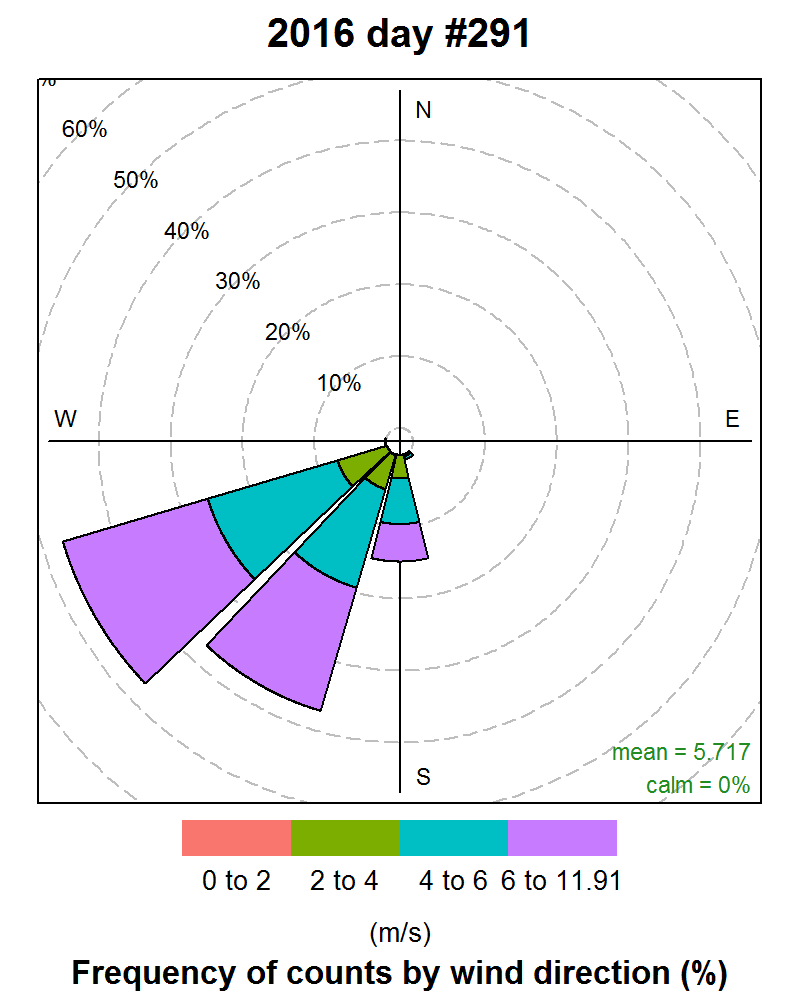 2016 day #291
%
60%
50%
40%
30%
20%
10%
N
W
E
S
mean = 5.717
calm = 0%
0 to 2 2 to 4 4 to 6 6 to 11.91
(m/s)
Frequency of counts by wind direction (%)